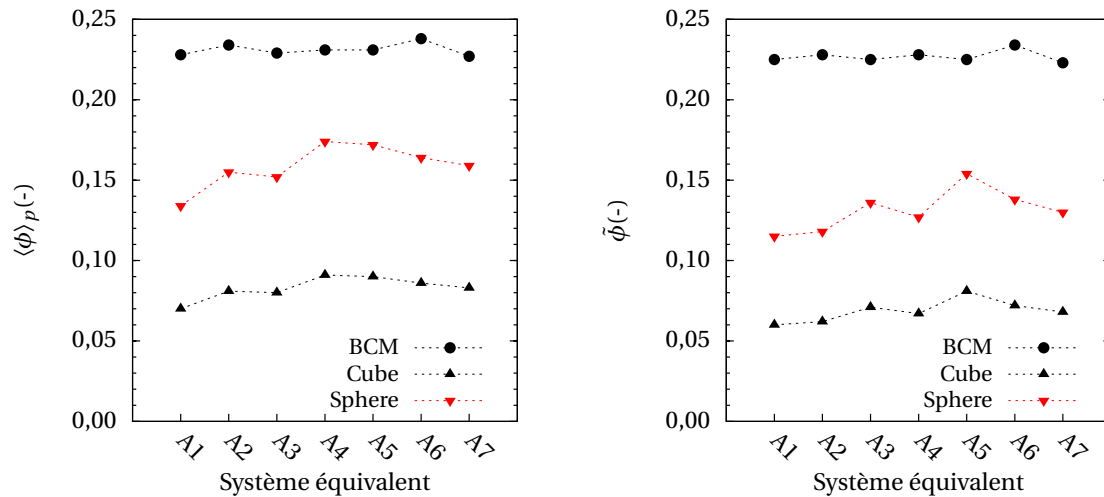 0,25
0,20
0,15
0,10
0,05
0,00
⟨ϕ⟩p(-)
BCM
Cube
Sphere
A1 A2 A3 A4 A5 A6 A7
Système équivalent
0,25
0,20
0,15
0,10
0,05
0,00
ϕ̃(-)
BCM
Cube
Sphere
A1 A2 A3 A4 A5 A6 A7
Système équivalent